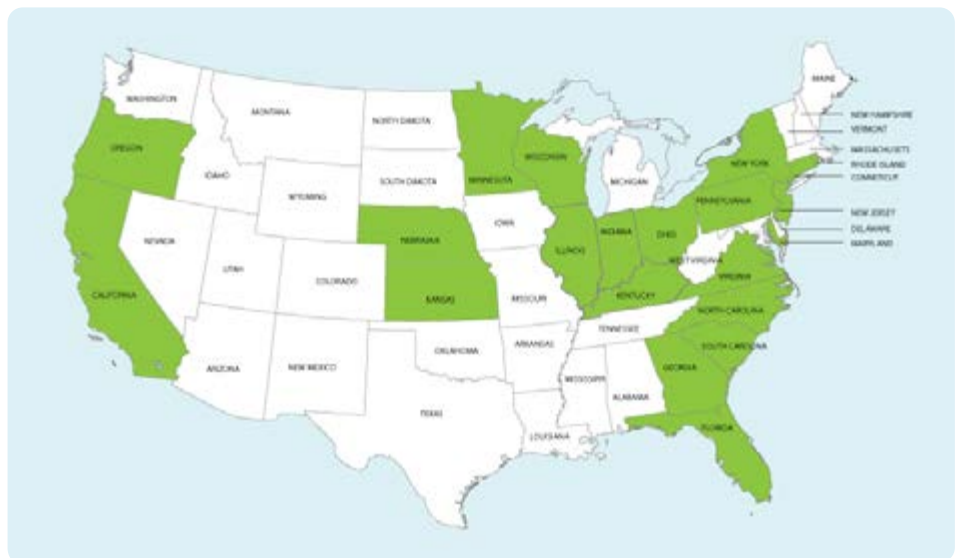 WASHINGTON
MONTANA
NORTH DAKOTA
MINNESOTA
OREGON
IDAHO
WYOMING
SOUTH DAKOTA
WISCONSIN
MICHIGAN
NEW YORK
MAINE
NEW HAMPSHIRE
VERMONT
MASSACHUSETS
RHODE ISLAND
CONNETICUT
NEW JERSEY
DELAWARE
MARYLAND
NEVADA
UTAH
COLORADO
NEBRASKA
KANSAS
IOWA
MISSOURI
ILLINOIS
INDIANA
OHIO
PENNSYLVANIA
WEST VIRGINIA
VIRGINIA
KENTUCKY
CALIFORNIA
ARIZONA
NEW MEXICO
OKLAHOMA
ARKANSAS
TENNESSEE
NORTH CAROLINA
SOUTH CAROLINA
TEXAS
LOUISIANA
MISSISSIPPI
ALABAMA
GEORGIA
FLORIDA